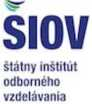 SIOV
štátny inštitút
odborného
vzdelávania